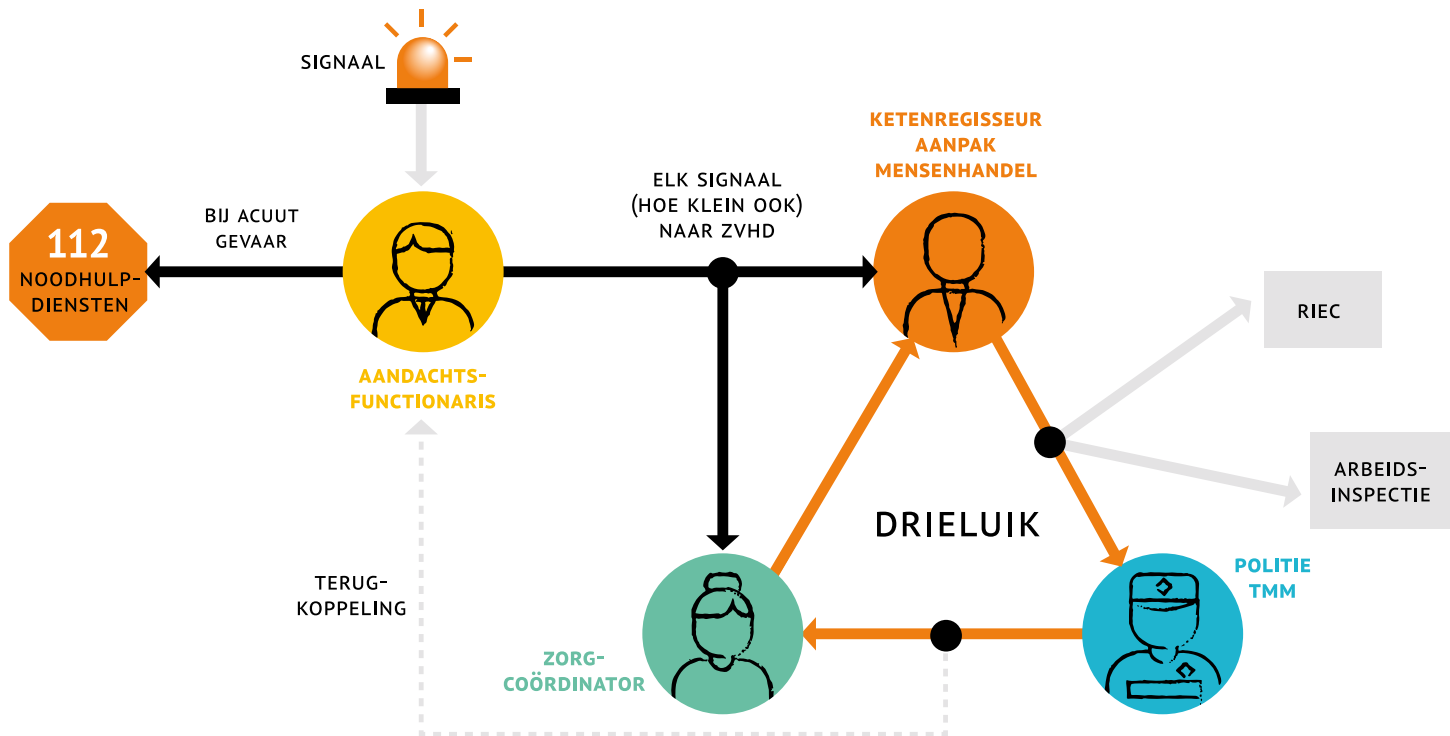 SIGNAAL
KETENREGISSEUR
AANPAK
MENSENHANDEL
ELK SIGNAAL
(HOE KLEIN OOK)
NAAR ZVHD
BIJ ACUUT
GEVAAR
112
NOODHULP-
DIENSTEN
RIEC
AANDACHTS-
FUNCTIONARIS
ARBEIDS-
INSPECTIE
DRIELUIK
TERUG-
KOPPELING
POLITIE
TMM
ZORG-
COÖRDINATOR